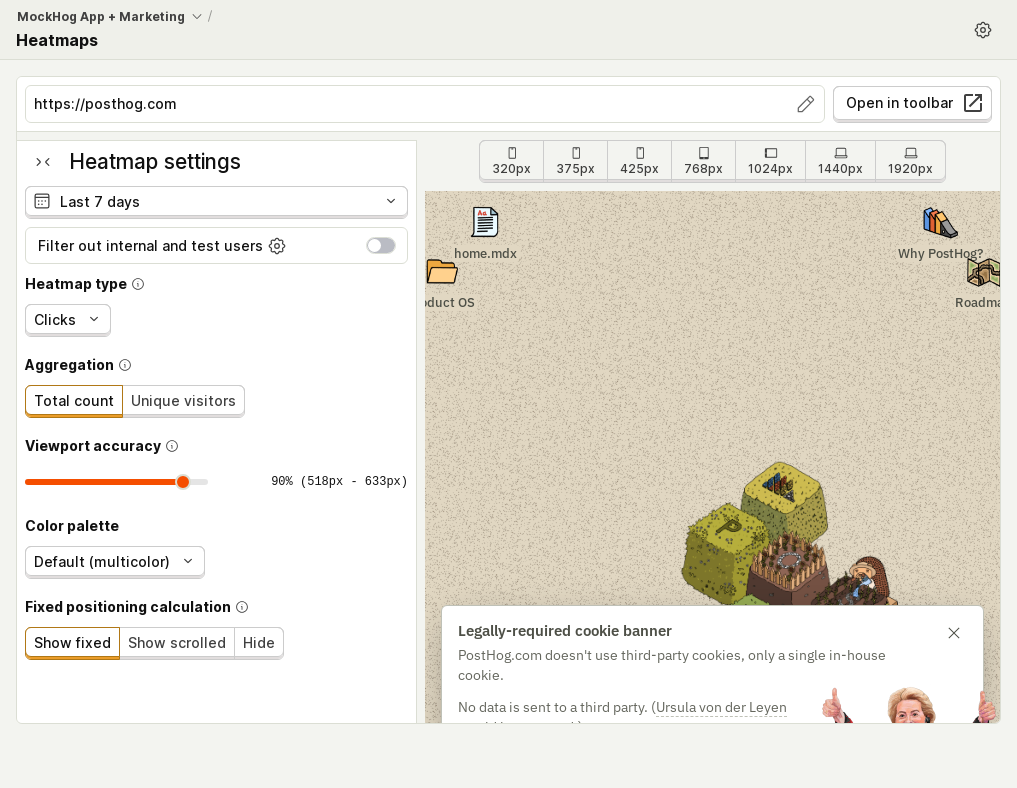 MockHog App + Marketing /
Heatmaps
https://posthog.com
Open in toolbar
Heatmap settings
Last 7 days
Filter out internal and test users
Heatmap type
Clicks
Aggregation
Total count
Unique visitors
Viewport accuracy
90% (518px - 633px)
Color palette
Default (multicolor)
Fixed positioning calculation
Show fixed
Show scrolled
Hide
320px
375px
425px
768px
1024px
1440px
1920px
Aa
home.mdx
Why PostHog?
oduct OS
Roadma
Legally-required cookie banner
PostHog.com doesn't use third-party cookies, only a single in-house
cookie.
No data is sent to a third party. (Ursula von der Leyen